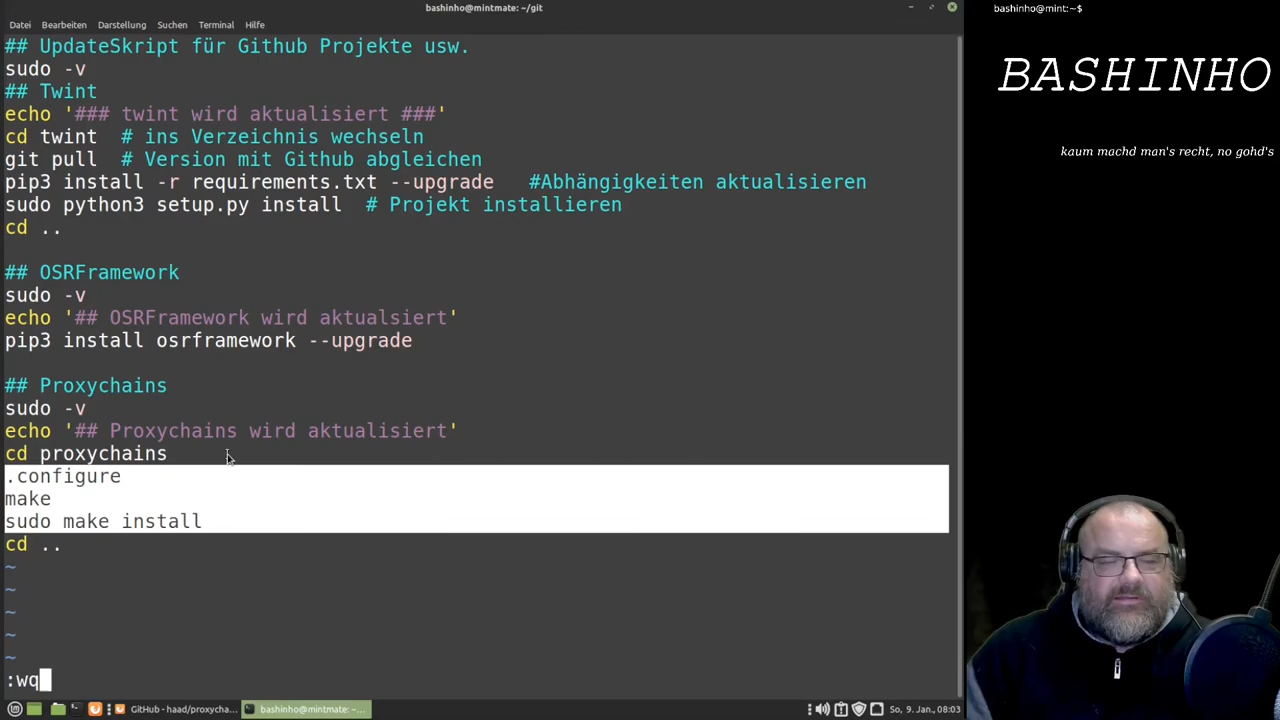 bashinho@mintmate: ~/git
Datei Bearbeiten Darstellung Suchen Terminal Hilfe
## UpdateSkript für Github Projekte usw.
sudo -v
## Twint
echo '### twint wird aktualisiert ###'
cd twint  # ins Verzeichnis wechseln
git pull  # Version mit Github abgleichen
pip3 install -r requirements.txt --upgrade   #Abhängigkeiten aktualisieren
sudo python3 setup.py install  # Projekt installieren
cd ..
## OSRFramework
sudo -v
echo '## OSRFramework wird aktualsiert'
pip3 install osrframework --upgrade
## Proxychains
sudo -v
echo '## Proxychains wird aktualisiert'
cd proxychains
.configure
make
sudo make install
cd ..
~
~
~
~
~
:wq
GitHub - haad/proxycha... bashinho@mintmate: ~... So, 9. Jan., 08:03
bashinho@mint:~$
BASHINHO
kaum machd man's recht, no gohd's